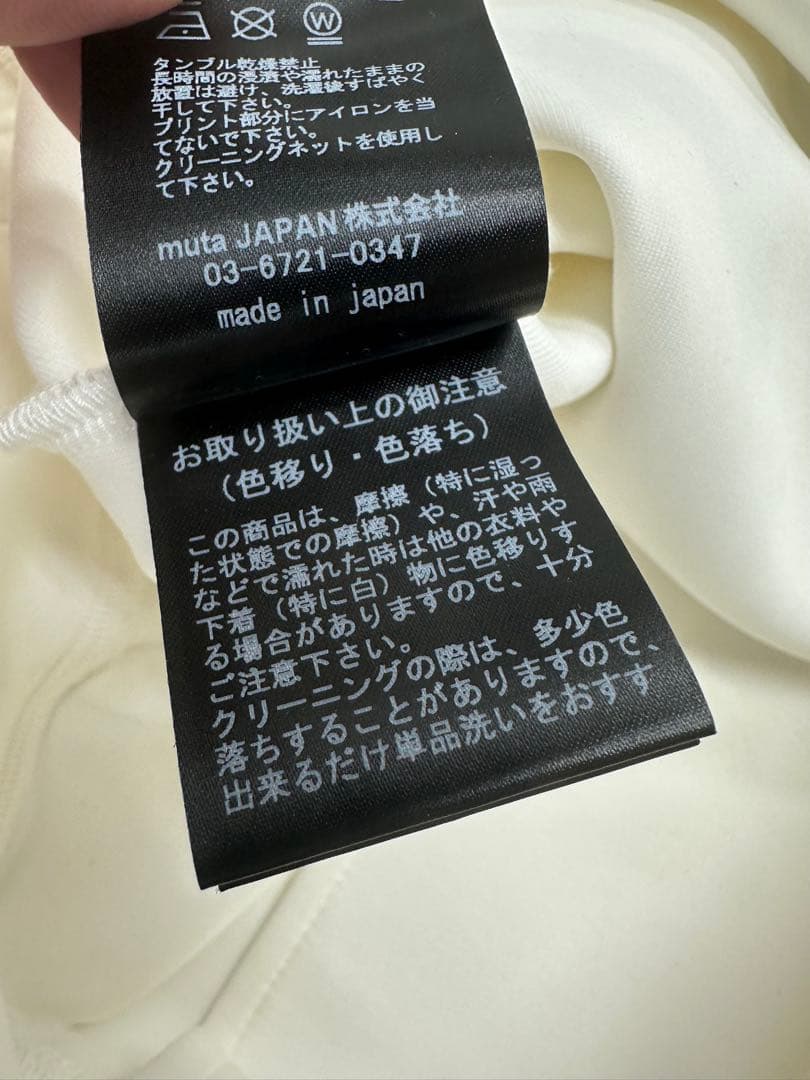 W
タンブル乾燥禁止
長時間の浸漬や濡れたままの
放置は避け、洗濯後すばやく
干して下さい。
プリント部分にアイロンを当
てないで下さい。
クリーニングネットを使用し
て下さい。
muta JAPAN 株式会社
03-6721-0347
made in japan
お取り扱い上の御注意
(色移り・色落ち)
この商品は、摩擦(特に湿っ
た状態での摩擦)や、汗や雨
などで濡れた時は他の衣料や
下着(特に白)物に色移りす
る場合がありますので、十分
ご注意下さい。
クリーニングの際は、多少色
落ちすることがありますので、
出来るだけ単品洗いをおすす